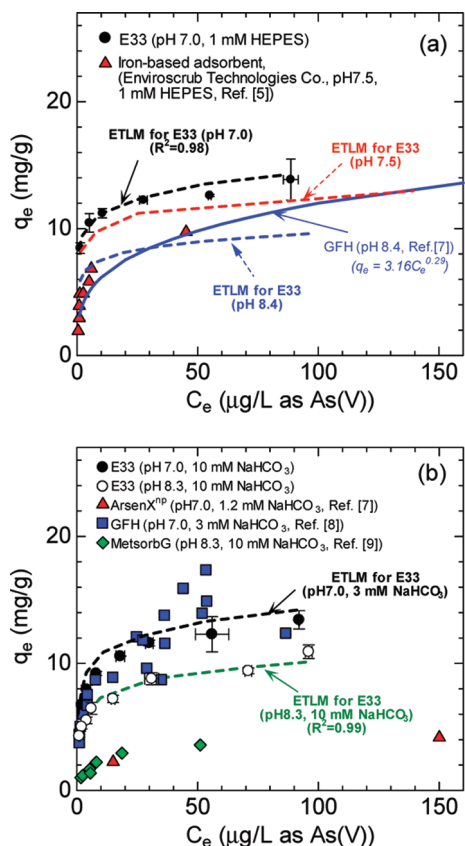 (a)
E33 (pH 7.0, 1 mM HEPES)
Iron-based adsorbent,
(Enviroscrub Technologies Co., pH7.5,
1 mM HEPES, Ref. [5])
ETLM for E33 (pH 7.0)
(R²=0.98)
ETLM for E33
(pH 7.5)
GFH (pH 8.4, Ref.[7])
(qe = 3.16Ce^0.29)
ETLM for E33
(pH 8.4)
qe (mg/g)
20
10
0
0 50 100 150
Ce (μg/L as As(V))
(b)
E33 (pH 7.0, 10 mM NaHCO₃)
E33 (pH 8.3, 10 mM NaHCO₃)
ArsenX^np (pH7.0, 1.2 mM NaHCO₃, Ref. [7])
GFH (pH 7.0, 3 mM NaHCO₃, Ref. [8])
MetsorbG (pH 8.3, 10 mM NaHCO₃, Ref. [9])
ETLM for E33
(pH7.0, 3 mM NaHCO₃)
ETLM for E33
(pH8.3, 10 mM NaHCO₃)
(R²=0.99)
qe (mg/g)
20
10
0
0 50 100 150
Ce (μg/L as As(V))